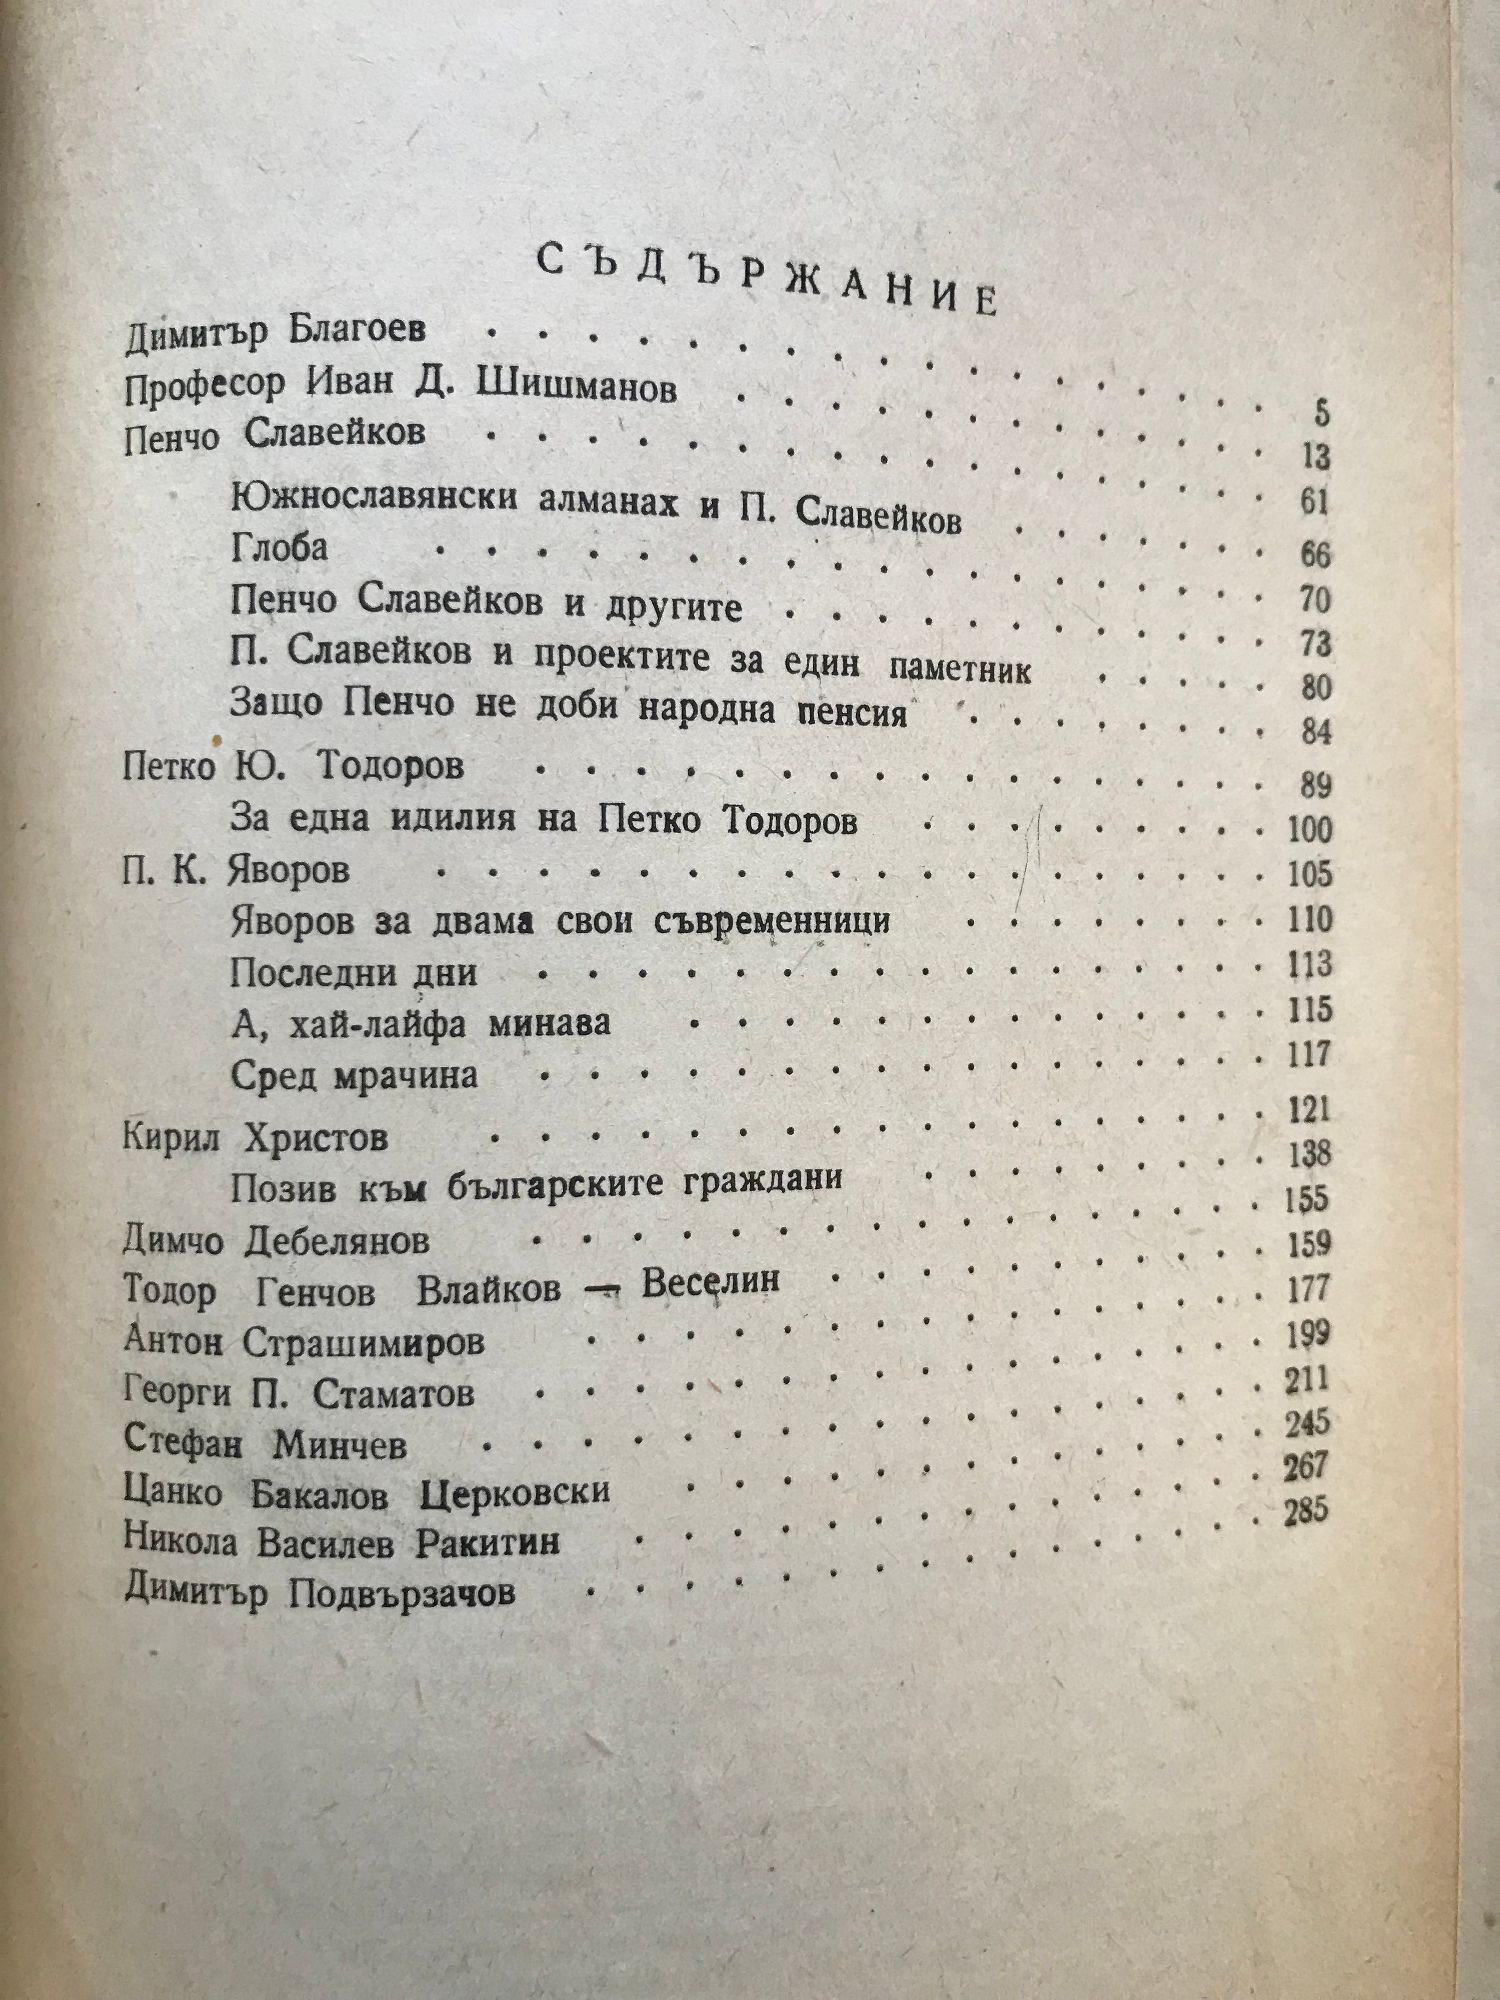 СЪДЪРЖАНИЕ
Димитър Благоев . . . . . . . . . . . . . . . . . 5
Професор Иван Д. Шишманов . . . . . . . . . . . . 13
Пенчо Славейков . . . . . . . . . . . . . . . . . 61
Южнославянски алманах и П. Славейков . . . . . . . 66
Глоба . . . . . . . . . . . . . . . . . . 70
Пенчо Славейков и другите . . . . . . . . . . . 73
П. Славейков и проектите за един паметник . . . . . 80
Защо Пенчо не доби народна пенсия . . . . . . . . 84
Петко Ю. Тодоров . . . . . . . . . . . . . . . . 89
За една идилия на Петко Тодоров . . . . . . . . . 100
П. К. Яворов . . . . . . . . . . . . . . . . . . 105
Яворов за двама свои съвременници . . . . . . . . 110
Последни дни . . . . . . . . . . . . . . . . 113
А, хай-лайфа минава . . . . . . . . . . . . . 115
Сред мрачина . . . . . . . . . . . . . . . . 117
Кирил Христов . . . . . . . . . . . . . . . . . 121
Позив към българските граждани . . . . . . . . . 138
Димчо Дебелянов . . . . . . . . . . . . . . . . 155
Тодор Генчов Влайков — Веселин . . . . . . . . . . 159
Антон Страшимиров . . . . . . . . . . . . . . . 177
Георги П. Стаматов . . . . . . . . . . . . . . . . 199
Стефан Минчев . . . . . . . . . . . . . . . . . 211
Цанко Бакалов Церковски . . . . . . . . . . . . . 245
Никола Василев Ракитин . . . . . . . . . . . . . . 267
Димитър Подвързачов . . . . . . . . . . . . . . . 285